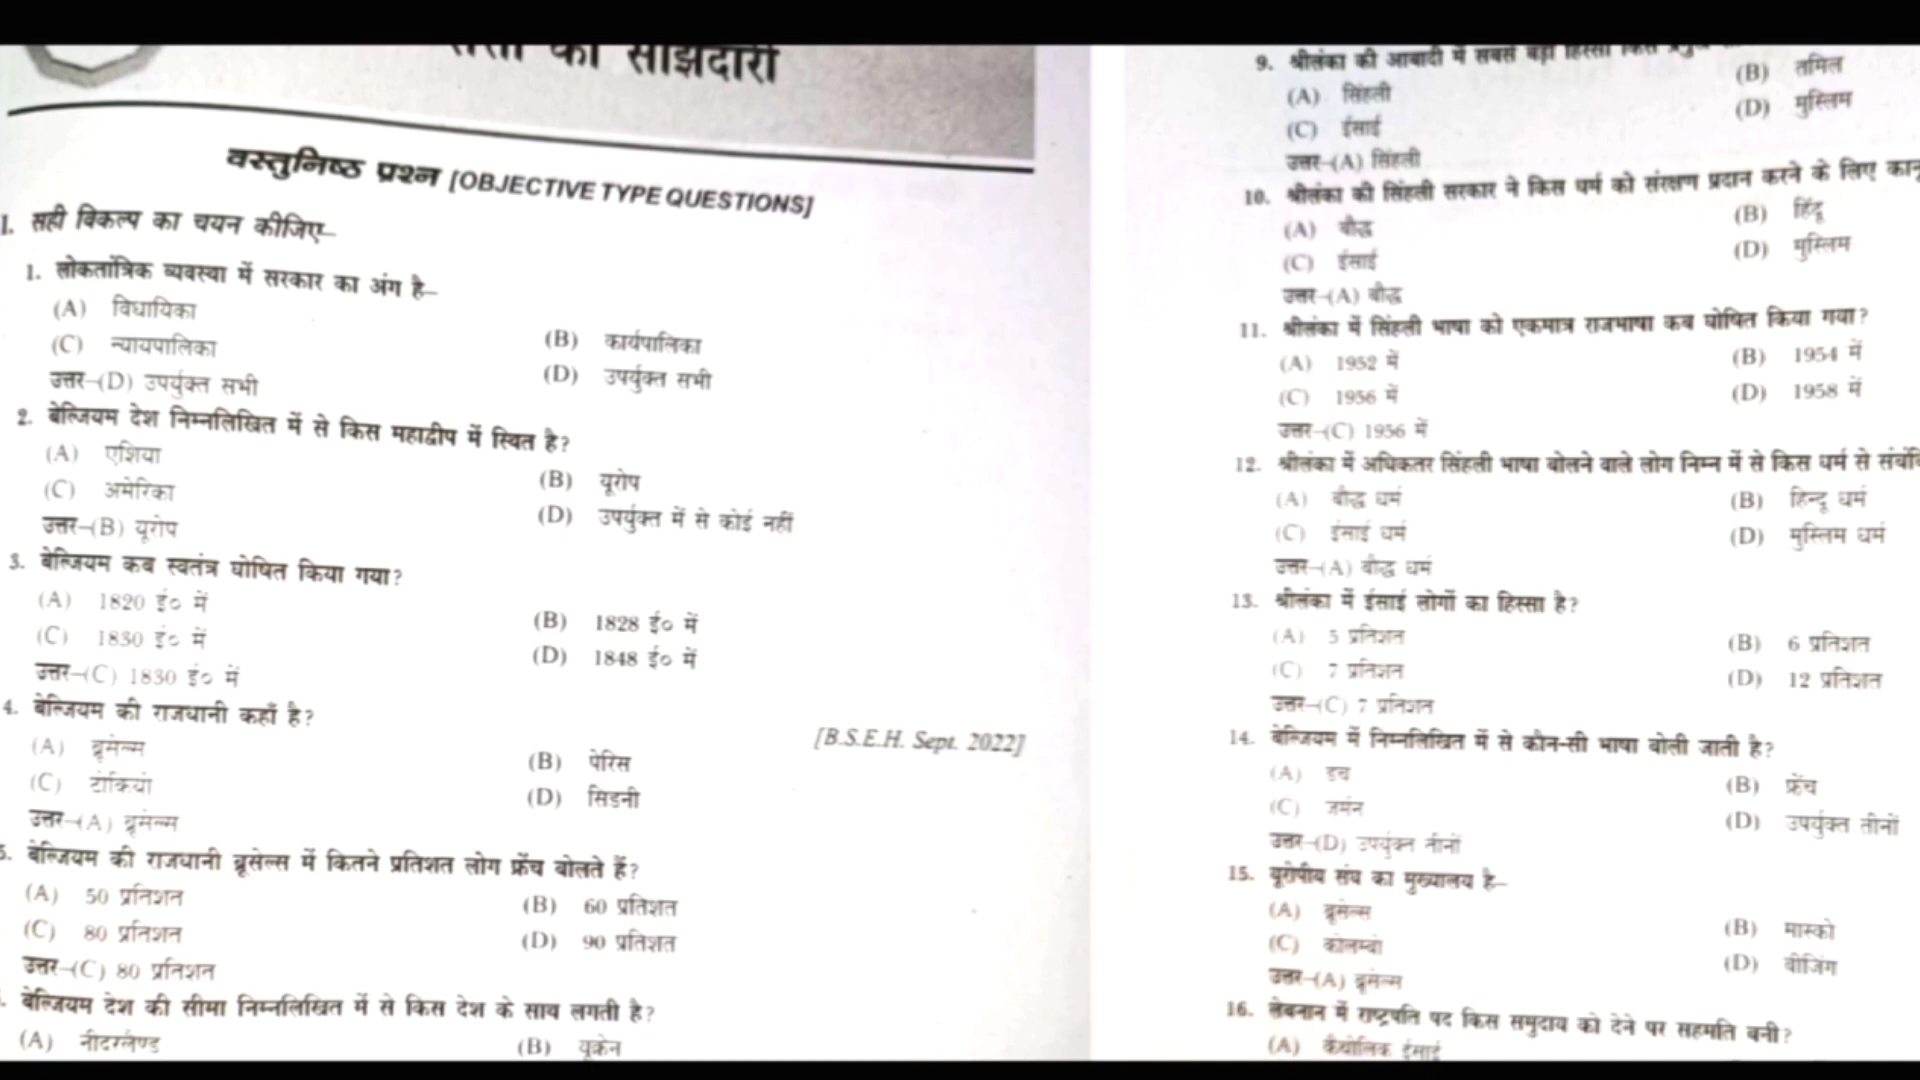 सत्ता की साझेदारी
वस्तुनिष्ठ प्रश्न [OBJECTIVE TYPE QUESTIONS]
I. सही विकल्प का चयन कीजिए–
1. लोकतांत्रिक व्यवस्था में सरकार का अंग है–
(A) विधायिका
(B) कार्यपालिका
(C) न्यायपालिका
(D) उपर्युक्त सभी
उत्तर–(D) उपर्युक्त सभी
2. बेल्जियम देश निम्नलिखित में से किस महाद्वीप में स्थित है?
(A) एशिया
(B) यूरोप
(C) अमेरिका
(D) उपर्युक्त में से कोई नहीं
उत्तर–(B) यूरोप
3. बेल्जियम कब स्वतंत्र घोषित किया गया?
(A) 1820 ई० में
(B) 1828 ई० में
(C) 1830 ई० में
(D) 1848 ई० में
उत्तर–(C) 1830 ई० में
4. बेल्जियम की राजधानी कहाँ है?
[B.S.E.H. Sept. 2022]
(A) ब्रूसेल्स
(B) पेरिस
(C) टोकियो
(D) सिडनी
उत्तर–(A) ब्रूसेल्स
5. बेल्जियम की राजधानी ब्रूसेल्स में कितने प्रतिशत लोग फ्रेंच बोलते हैं?
(A) 50 प्रतिशत
(B) 60 प्रतिशत
(C) 80 प्रतिशत
(D) 90 प्रतिशत
उत्तर–(C) 80 प्रतिशत
. बेल्जियम देश की सीमा निम्नलिखित में से किस देश के साथ लगती है?
(A) नीदरलैण्ड
(B) यूक्रेन
9. श्रीलंका की आबादी में सबसे बड़ा हिस्सा किस
(A) सिंहली
(B) तमिल
(C) ईसाई
(D) मुस्लिम
उत्तर–(A) सिंहली
10. श्रीलंका की सिंहली सरकार ने किस धर्म को संरक्षण प्रदान करने के लिए
(A) बौद्ध
(B) हिंदू
(C) ईसाई
(D) मुस्लिम
उत्तर–(A) बौद्ध
11. श्रीलंका में सिंहली भाषा को एकमात्र राजभाषा कब घोषित किया गया?
(A) 1952 में
(B) 1954 में
(C) 1956 में
(D) 1958 में
उत्तर–(C) 1956 में
12. श्रीलंका में अधिकतर सिंहली भाषा बोलने वाले लोग निम्न में से किस धर्म से
(A) बौद्ध धर्म
(B) हिन्दू धर्म
(C) ईसाई धर्म
(D) मुस्लिम धर्म
उत्तर–(A) बौद्ध धर्म
13. श्रीलंका में ईसाई लोगों का हिस्सा है?
(A) 5 प्रतिशत
(B) 6 प्रतिशत
(C) 7 प्रतिशत
(D) 12 प्रतिशत
उत्तर–(C) 7 प्रतिशत
14. बेल्जियम में निम्नलिखित में से कौन-सी भाषा बोली जाती है?
(A) डच
(B) फ्रेंच
(C) जर्मन
(D) उपर्युक्त तीनों
उत्तर–(D) उपर्युक्त तीनों
15. यूरोपीय संघ का मुख्यालय है–
(A) ब्रूसेल्स
(B) मास्को
(C) कोलम्बो
(D) बीजिंग
उत्तर–(A) ब्रूसेल्स
16. लेबनान में राष्ट्रपति पद किस समुदाय को देने पर सहमति बनी?
(A) कैथोलिक ईसाई